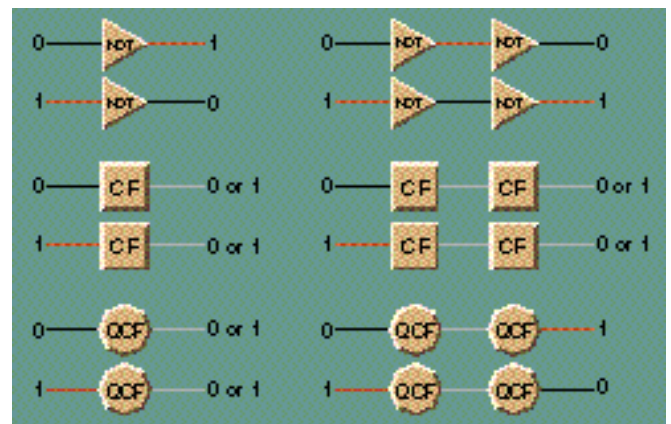 0 NOT 1 0 NOT NOT 0
1 NOT 0 1 NOT NOT 1
0 CF 0 or 1 0 CF CF 0 or 1
1 CF 0 or 1 1 CF CF 0 or 1
0 QCF 0 or 1 0 QCF QCF 1
1 QCF 0 or 1 1 QCF QCF 0